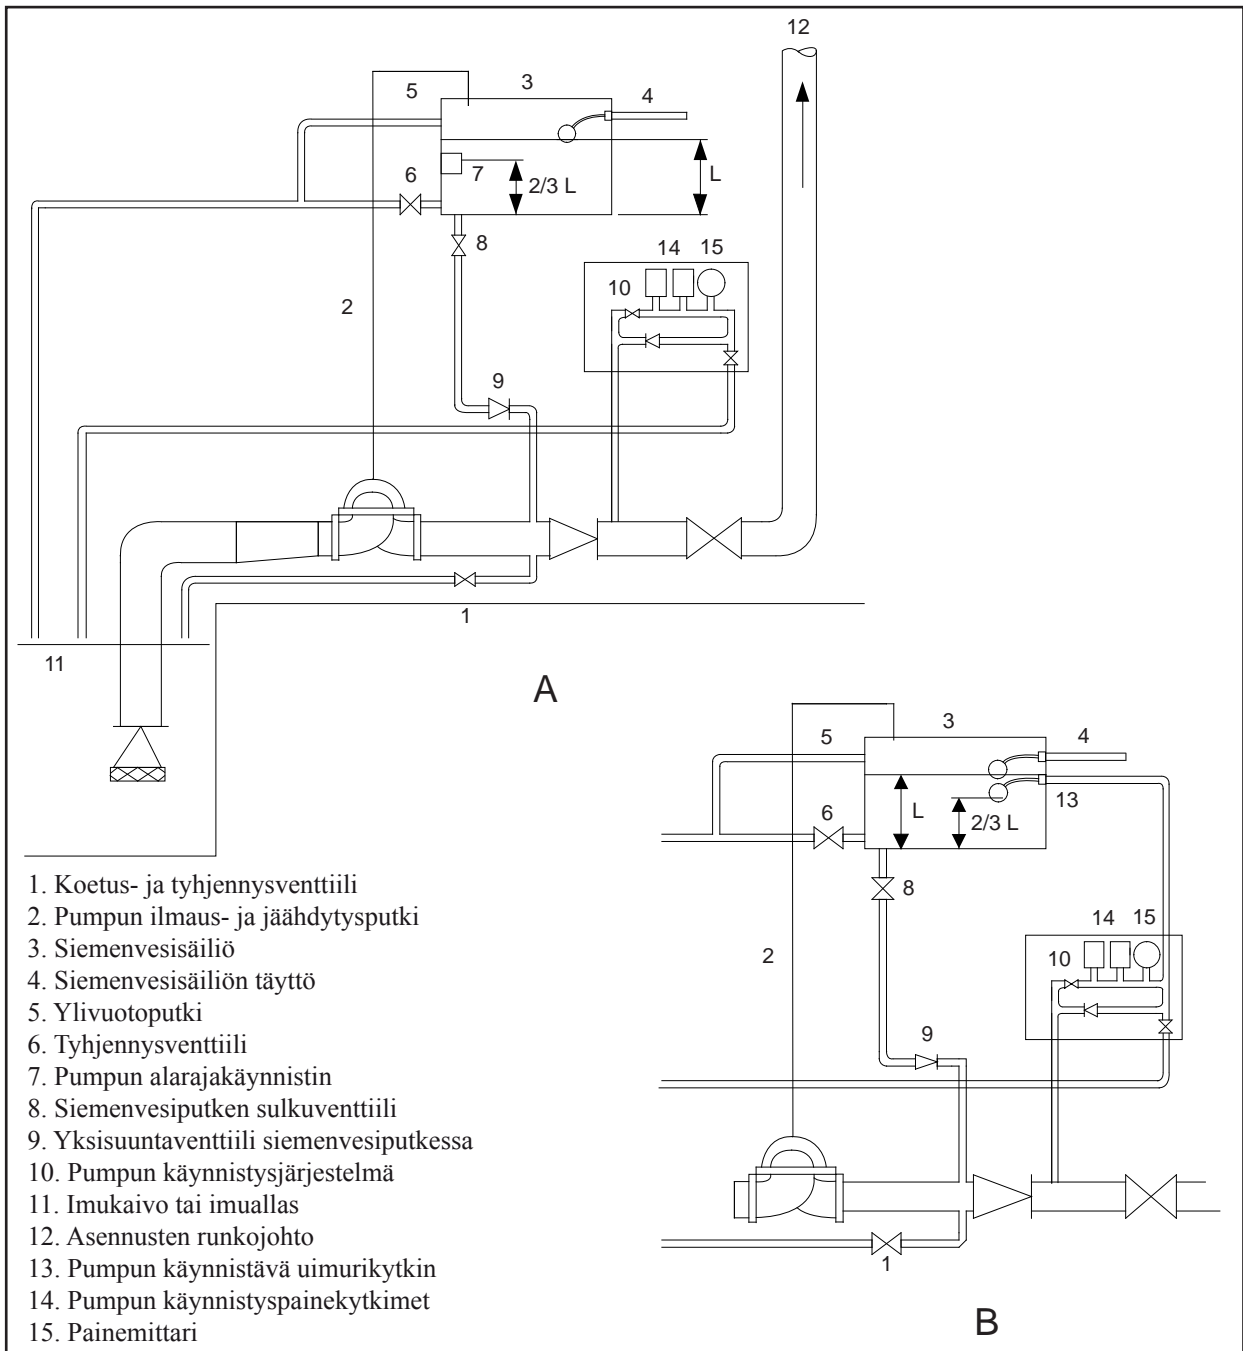 12
5
3
4
6
7
2/3 L
L
8
14
15
10
2
9
1
11
A
3
5
4
L
2/3 L
13
6
8
14
15
10
2
9
1
B
1. Koetus- ja tyhjennysventtiili
2. Pumpun ilmaus- ja jäähdytysputki
3. Siemenvesisäiliö
4. Siemenvesisäiliön täyttö
5. Ylivuotoputki
6. Tyhjennysventtiili
7. Pumpun alarajakäynnistin
8. Siemenvesiputken sulkuventtiili
9. Yksisuuntaventtiili siemenvesiputkessa
10. Pumpun käynnistysjärjestelmä
11. Imukaivo tai imuallas
12. Asennusten runkojohto
13. Pumpun käynnistävä uimurikytkin
14. Pumpun käynnistyspainekytkimet
15. Painemittari